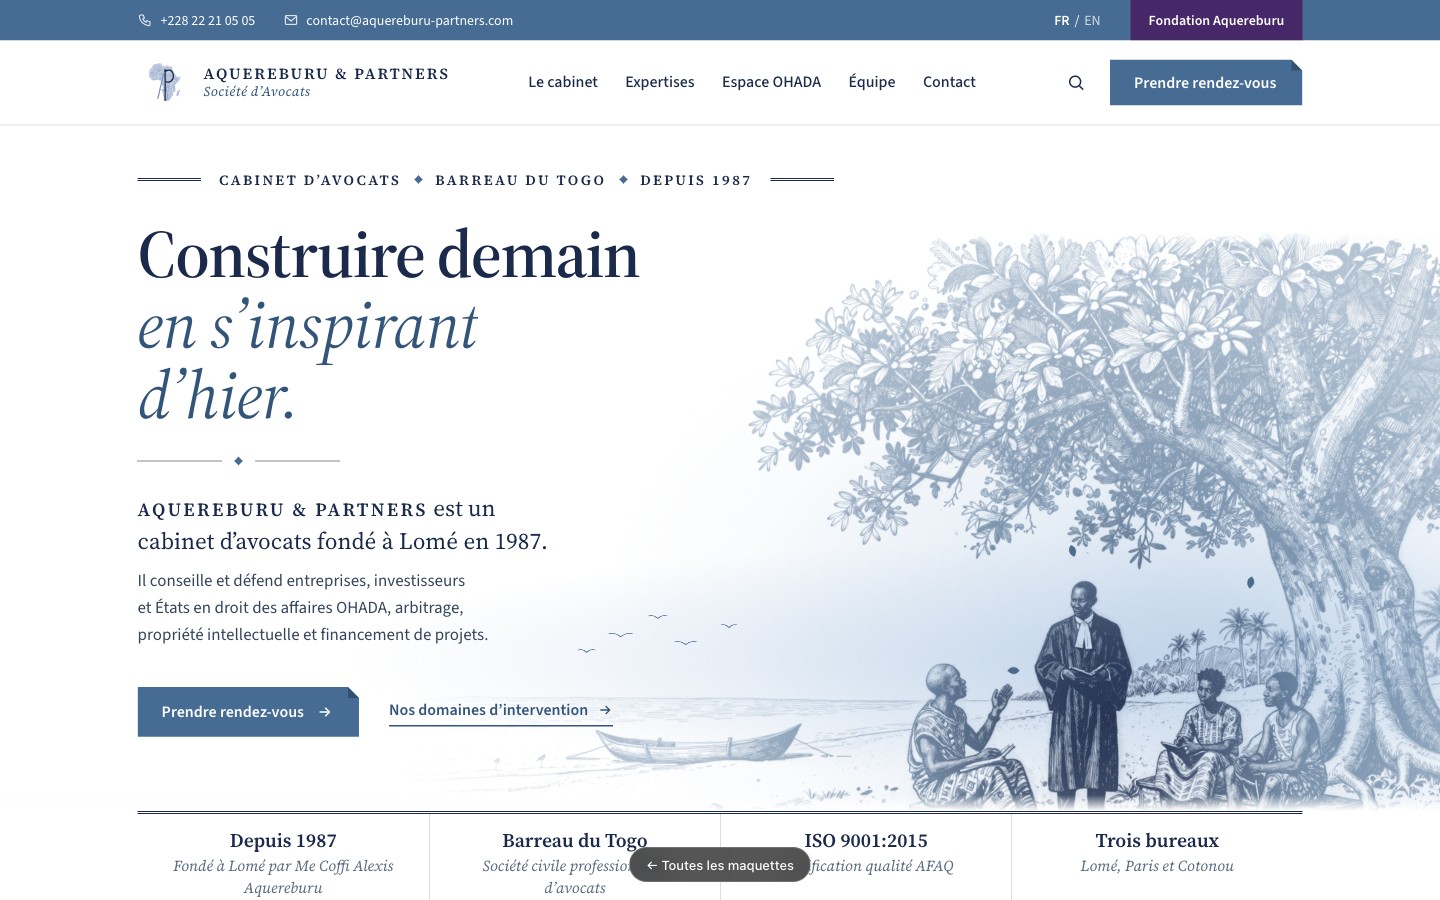 +228 22 21 05 05
contact@aquereburu-partners.com
FR / EN
Fondation Aquereburu
AQUEREBURU & PARTNERS
Société d’Avocats
Le cabinet
Expertises
Espace OHADA
Équipe
Contact
Prendre rendez-vous
CABINET D’AVOCATS ◆ BARREAU DU TOGO ◆ DEPUIS 1987
Construire demain
en s’inspirant
d’hier.
AQUEREBURU & PARTNERS est un
cabinet d’avocats fondé à Lomé en 1987.
Il conseille et défend entreprises, investisseurs
et États en droit des affaires OHADA, arbitrage,
propriété intellectuelle et financement de projets.
Prendre rendez-vous →
Nos domaines d’intervention →
Depuis 1987
Fondé à Lomé par Me Coffi Alexis
Aquereburu
Barreau du Togo
Société civile
d’avocats
ISO 9001:2015
qualité AFAQ
Trois bureaux
Lomé, Paris et Cotonou
← Toutes les maquettes